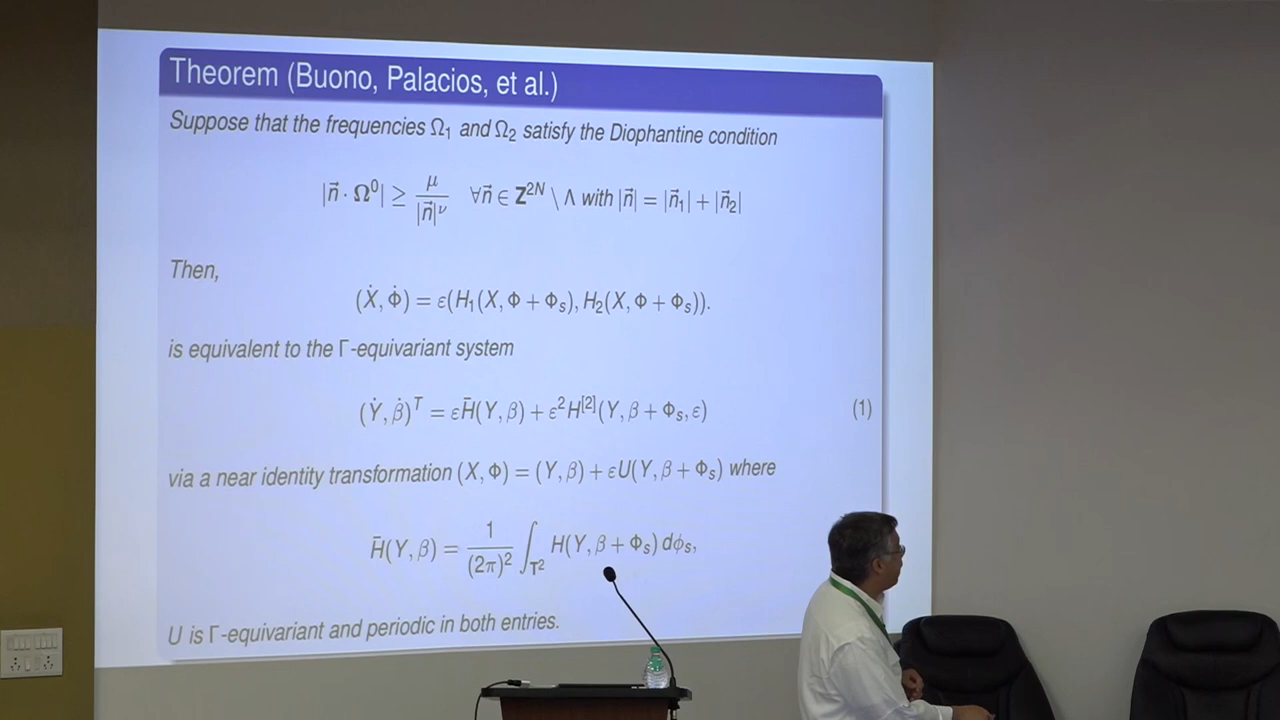 Theorem (Buono, Palacios, et al.)
Suppose that the frequencies Ω₁ and Ω₂ satisfy the Diophantine condition
|n⃗ · Ω⁰| ≥ μ/|n⃗|^ν ∀n⃗ ∈ Z^{2N} \ Λ with |n⃗| = |n⃗₁| + |n⃗₂|
Then,
(Ẋ, Φ̇) = ε(H₁(X, Φ + Φₛ), H₂(X, Φ + Φₛ)).
is equivalent to the Γ-equivariant system
(Ẏ, β̇)ᵀ = εH̄(Y, β) + ε²H^{[2]}(Y, β + Φₛ, ε) (1)
via a near identity transformation (X, Φ) = (Y, β) + εU(Y, β + Φₛ) where
H̄(Y, β) = 1/(2π)² ∫_{T²} H(Y, β + Φₛ) dϕₛ,
U is Γ-equivariant and periodic in both entries.